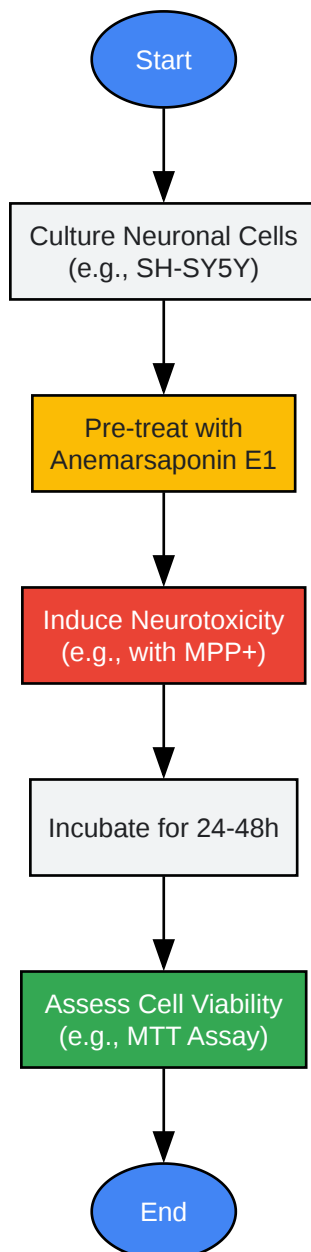 Start
Culture Neuronal Cells
(e.g., SH-SY5Y)
Pre-treat with
Anemarsaponin E1
Induce Neurotoxicity
(e.g., with MPP+)
Incubate for 24-48h
Assess Cell Viability
(e.g., MTT Assay)
End